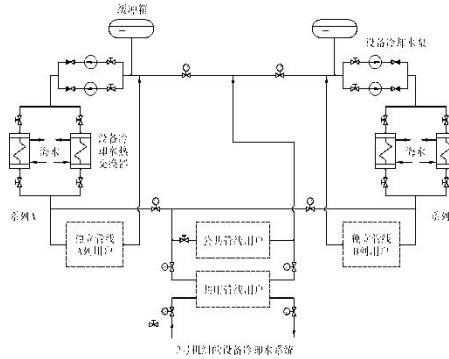 缓冲箱
设备冷却水泵
海水
设备冷
却水热
交换器
海水
系列A
系列
独立管线
A列用户
公共管线用户
独立管线
B列用户
共用管线用户
2号机组的设备冷却水系统